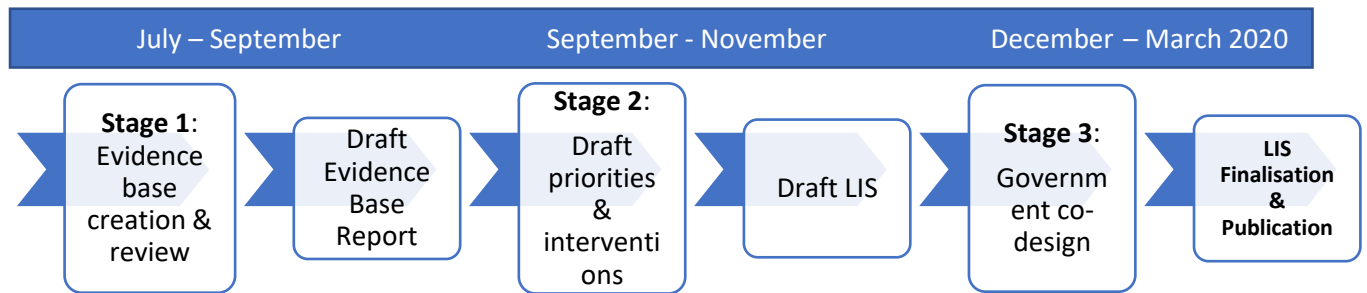 July – September
September - November
December – March 2020
Stage 1:
Evidence
base
creation &
review
Draft
Evidence
Base
Report
Stage 2:
Draft
priorities
&
interventi
ons
Draft LIS
Stage 3:
Governm
ent co-
design
LIS
Finalisation
&
Publication